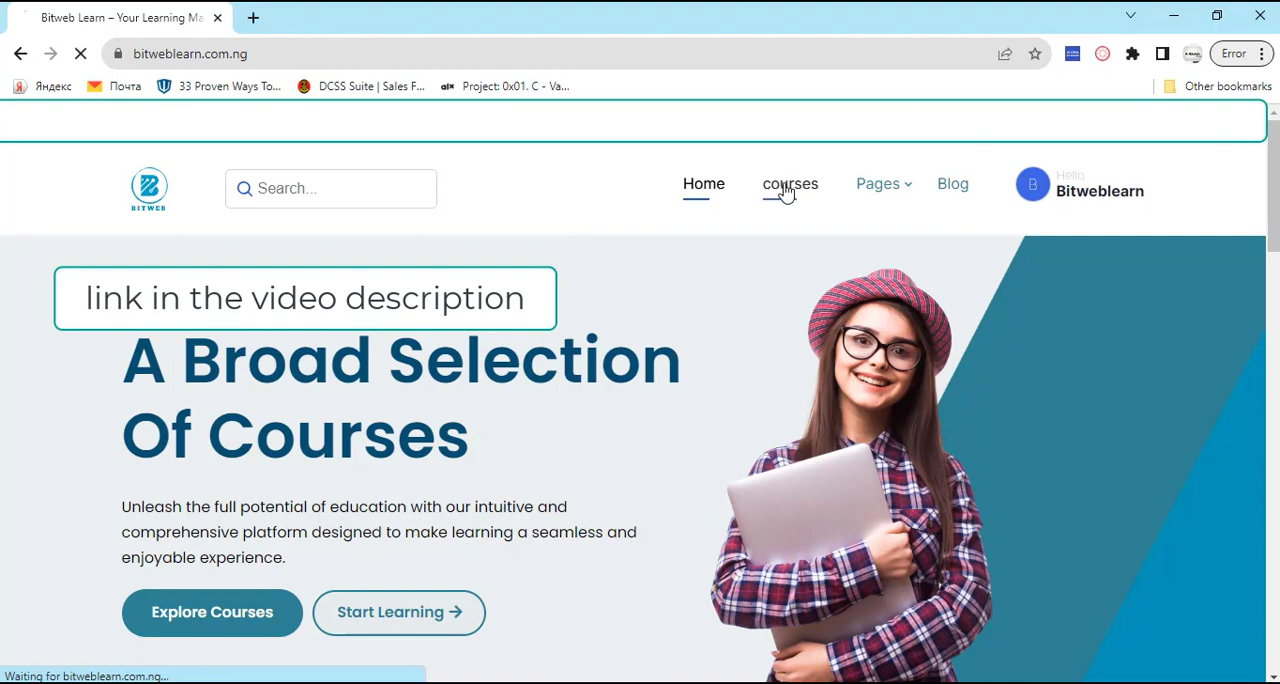 Bitweb Learn – Your Learning Ma
bitweblearn.com.ng
Error
Яндекс
Почта
33 Proven Ways To...
DCSS Suite | Sales F...
Project: 0x01. C - Va...
Other bookmarks
BITWEB
Search...
Home
courses
Pages
Blog
B
Hello
Bitweblearn
link in the video description
A Broad Selection
Of Courses
Unleash the full potential of education with our intuitive and
comprehensive platform designed to make learning a seamless and
enjoyable experience.
Explore Courses
Start Learning →
Waiting for bitweblearn.com.ng...